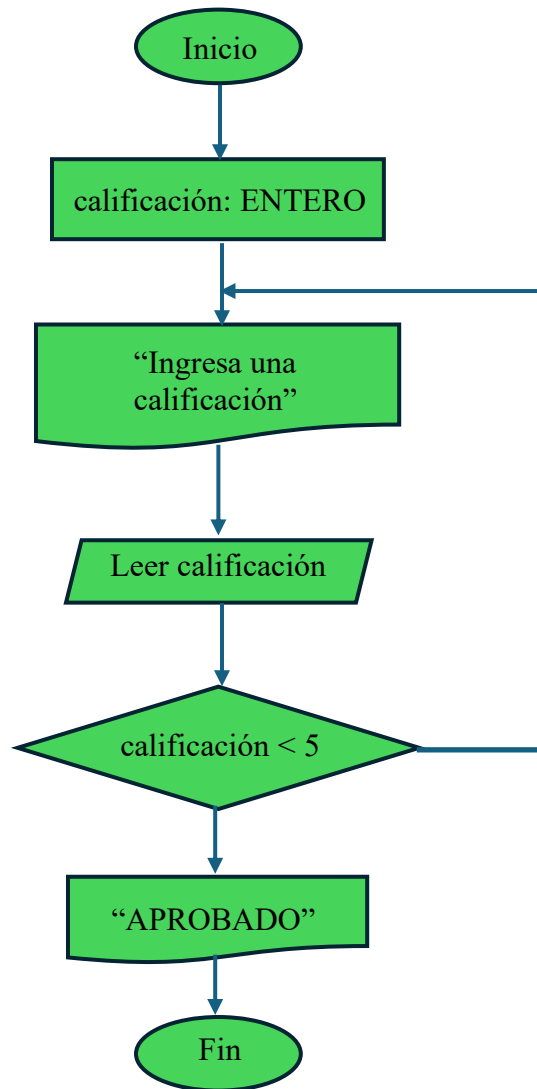 Inicio
calificación: ENTERO
“Ingresa una
calificación”
Leer calificación
calificación < 5
“APROBADO”
Fin